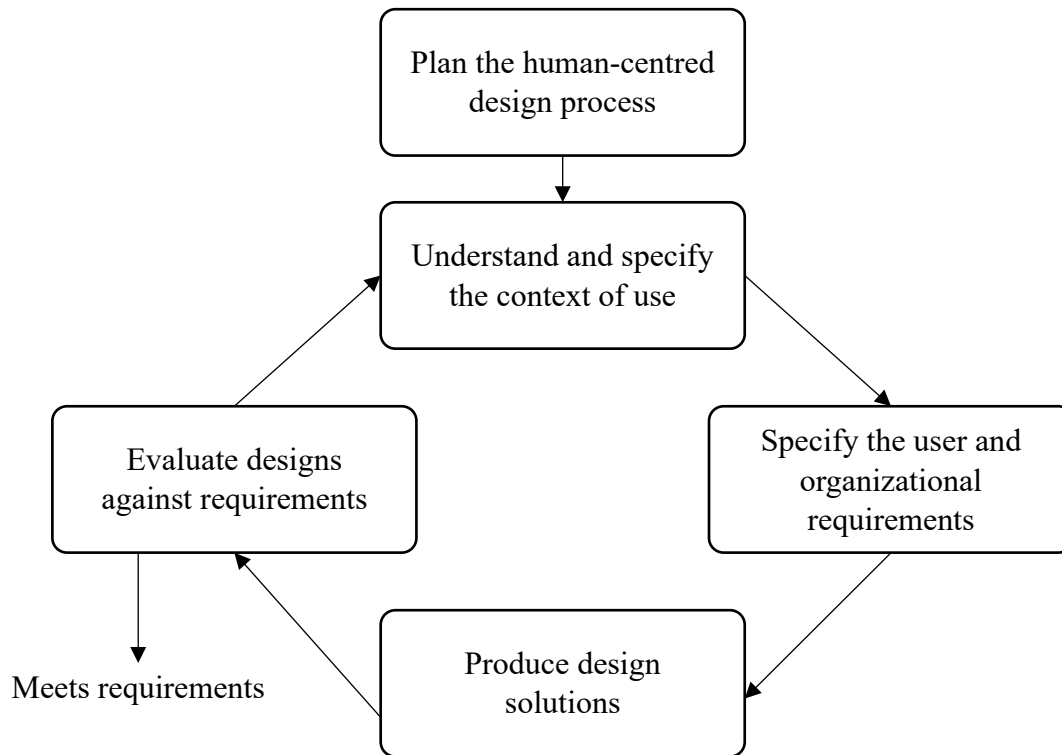 Plan the human-centred
design process
Understand and specify
the context of use
Specify the user and
organizational
requirements
Produce design
solutions
Evaluate designs
against requirements
Meets requirements